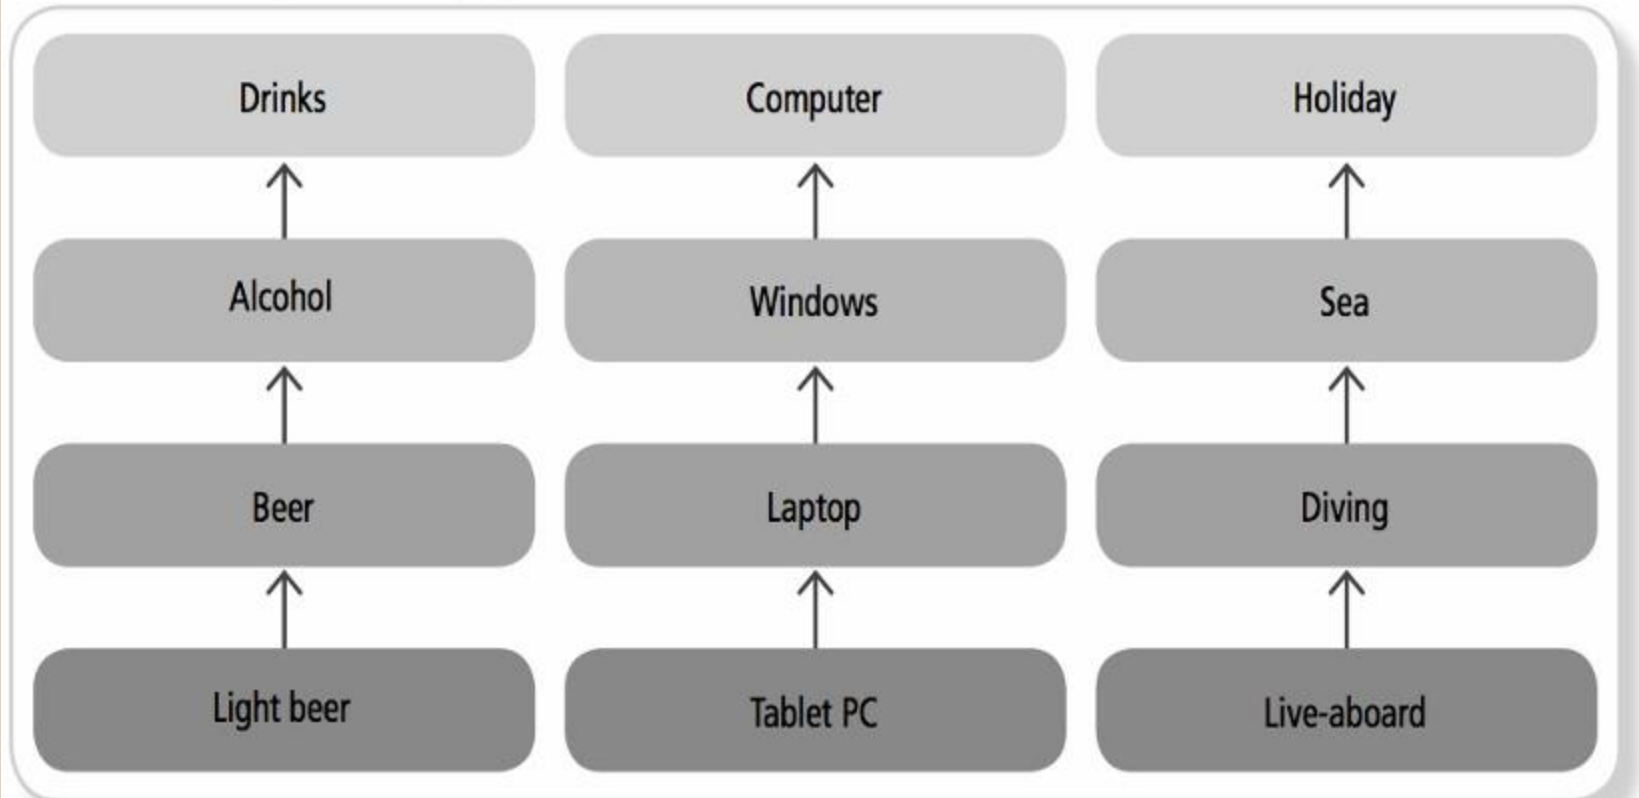 Drinks
Computer
Holiday
Alcohol
Windows
Sea
Beer
Laptop
Diving
Light beer
Tablet PC
Live-aboard